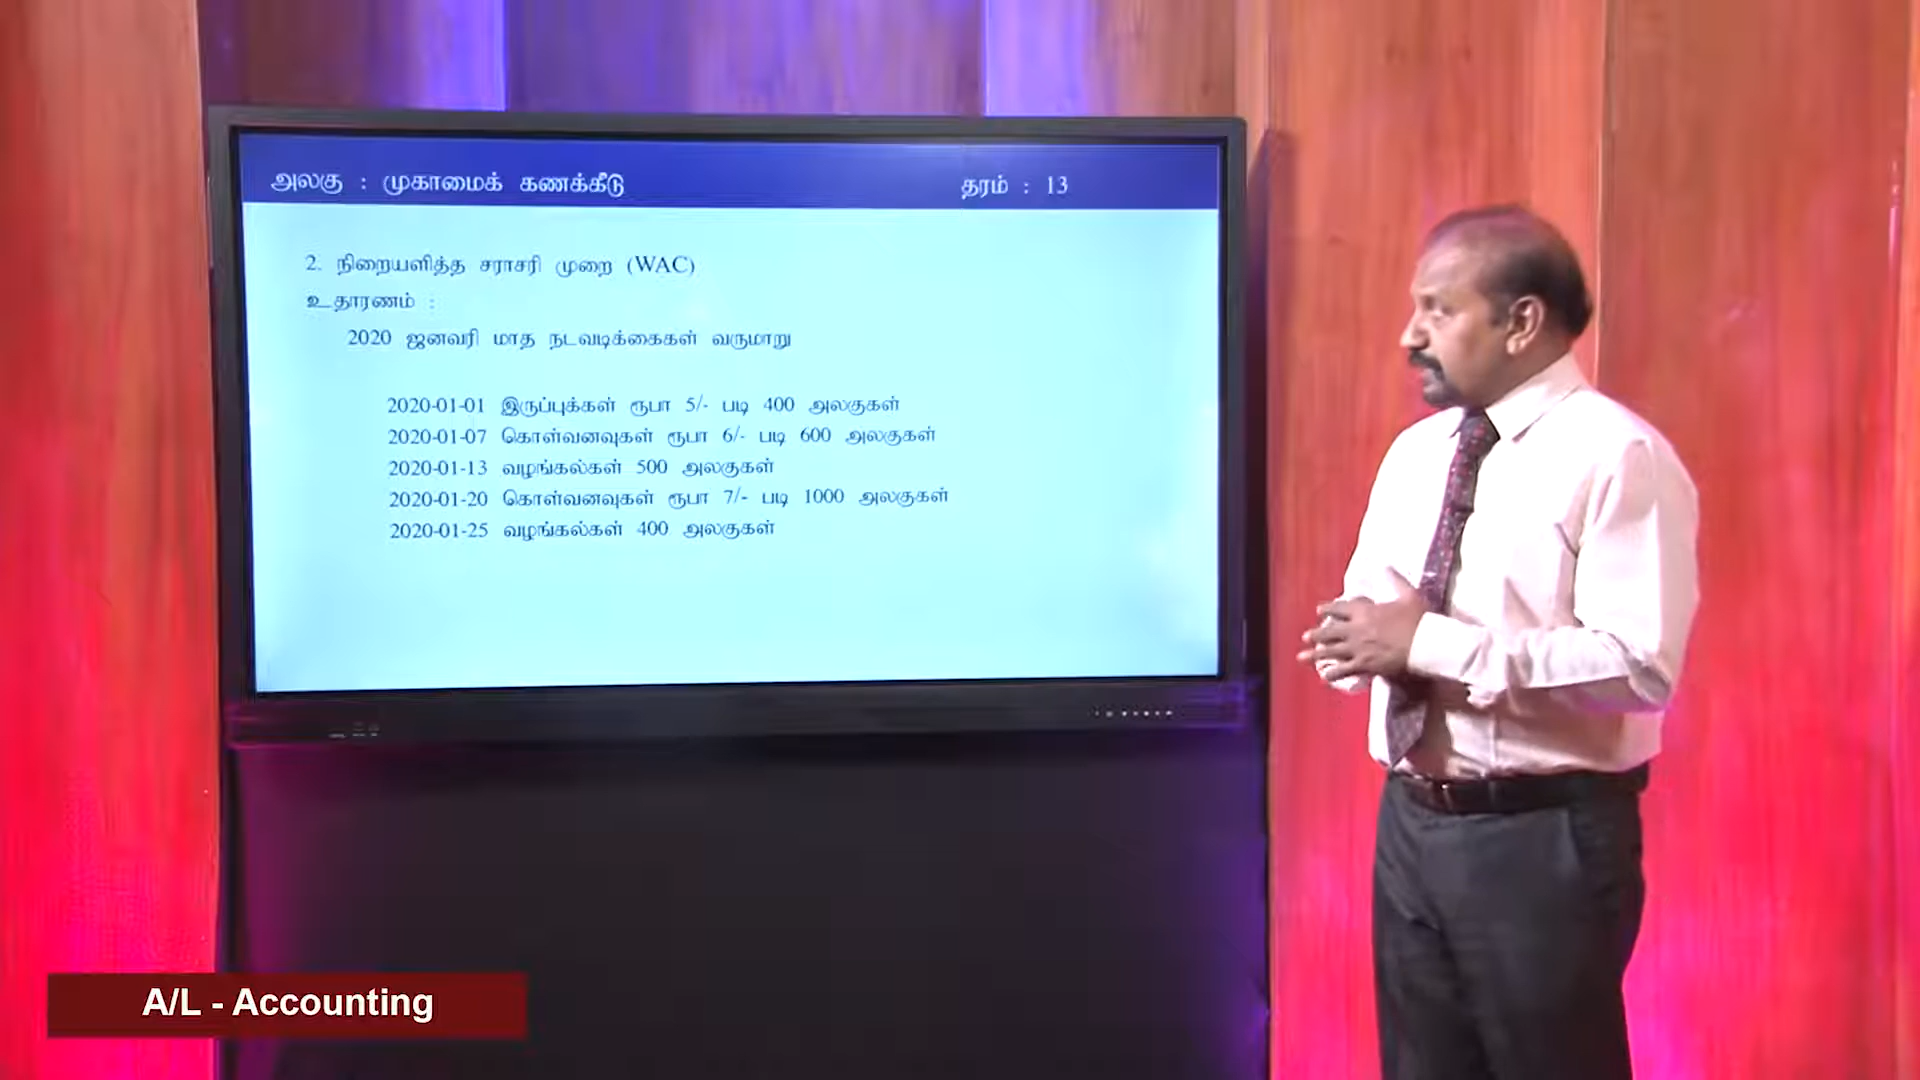 அலகு : முகாமைக் கணக்கீடு தரம் : 13
2. நிறையளித்த சராசரி முறை (WAC)
உதாரணம் :
2020 ஜனவரி மாத நடவடிக்கைகள் வருமாறு
2020-01-01 இருப்புக்கள் ரூபா 5/- படி 400 அலகுகள்
2020-01-07 கொள்வனவுகள் ரூபா 6/- படி 600 அலகுகள்
2020-01-13 வழங்கல்கள் 500 அலகுகள்
2020-01-20 கொள்வனவுகள் ரூபா 7/- படி 1000 அலகுகள்
2020-01-25 வழங்கல்கள் 400 அலகுகள்
A/L - Accounting